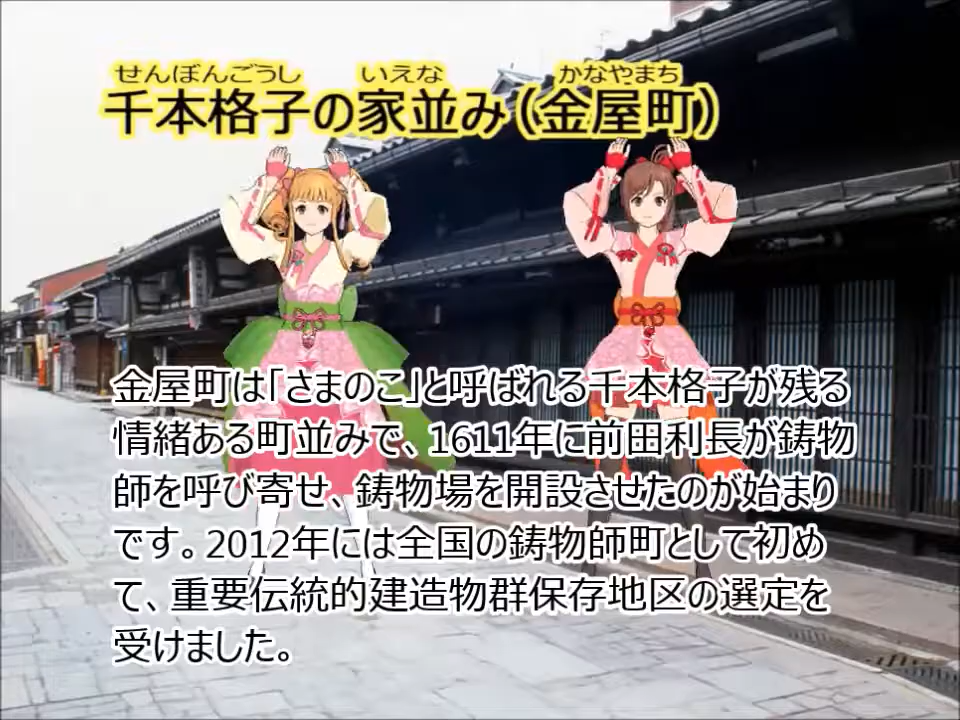 せんぼんごうし いえな かなやまち
千本格子の家並み（金屋町）
金屋町は「さまのこ」と呼ばれる千本格子が残る
情緒ある町並みで、1611年に前田利長が鋳物
師を呼び寄せ、鋳物場を開設させたのが始まり
です。2012年には全国の鋳物師町として初め
て、重要伝統的建造物群保存地区の選定を
受けました。